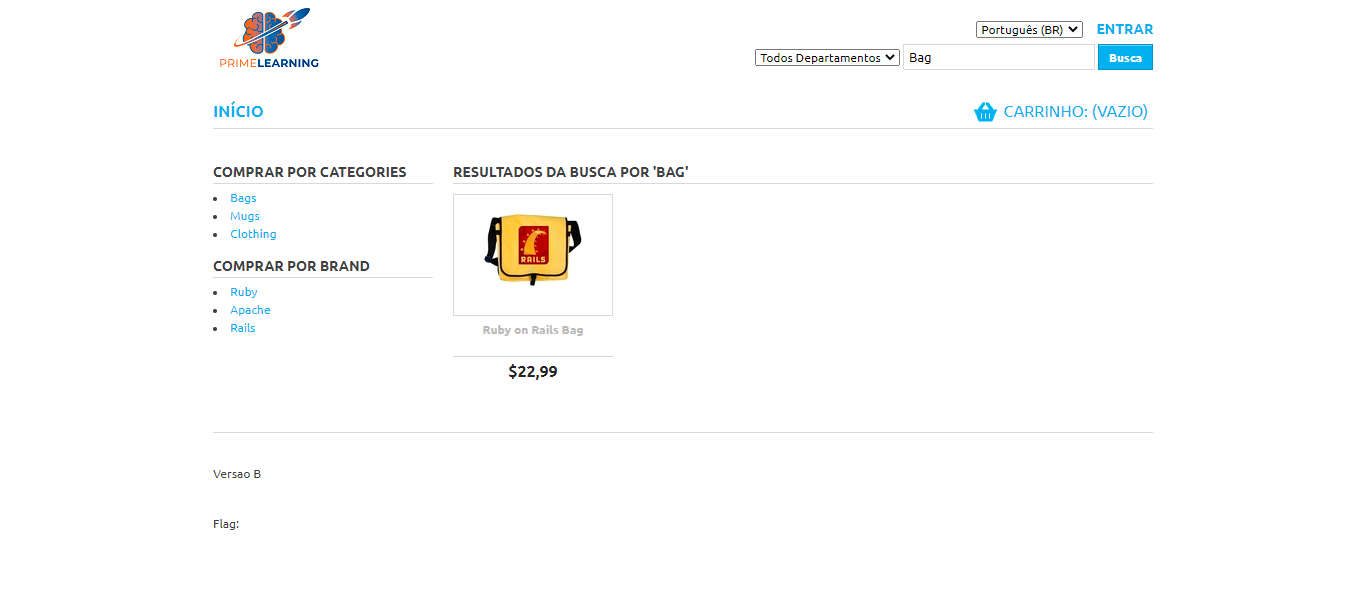 PRIMELEARNING
Português (BR) ENTRAR
Todos Departamentos Bag Busca
INÍCIO CARRINHO: (VAZIO)
COMPRAR POR CATEGORIES
Bags
Mugs
Clothing
COMPRAR POR BRAND
Ruby
Apache
Rails
RESULTADOS DA BUSCA POR 'BAG'
RAILS
Ruby on Rails Bag
$22,99
Versao B
Flag: